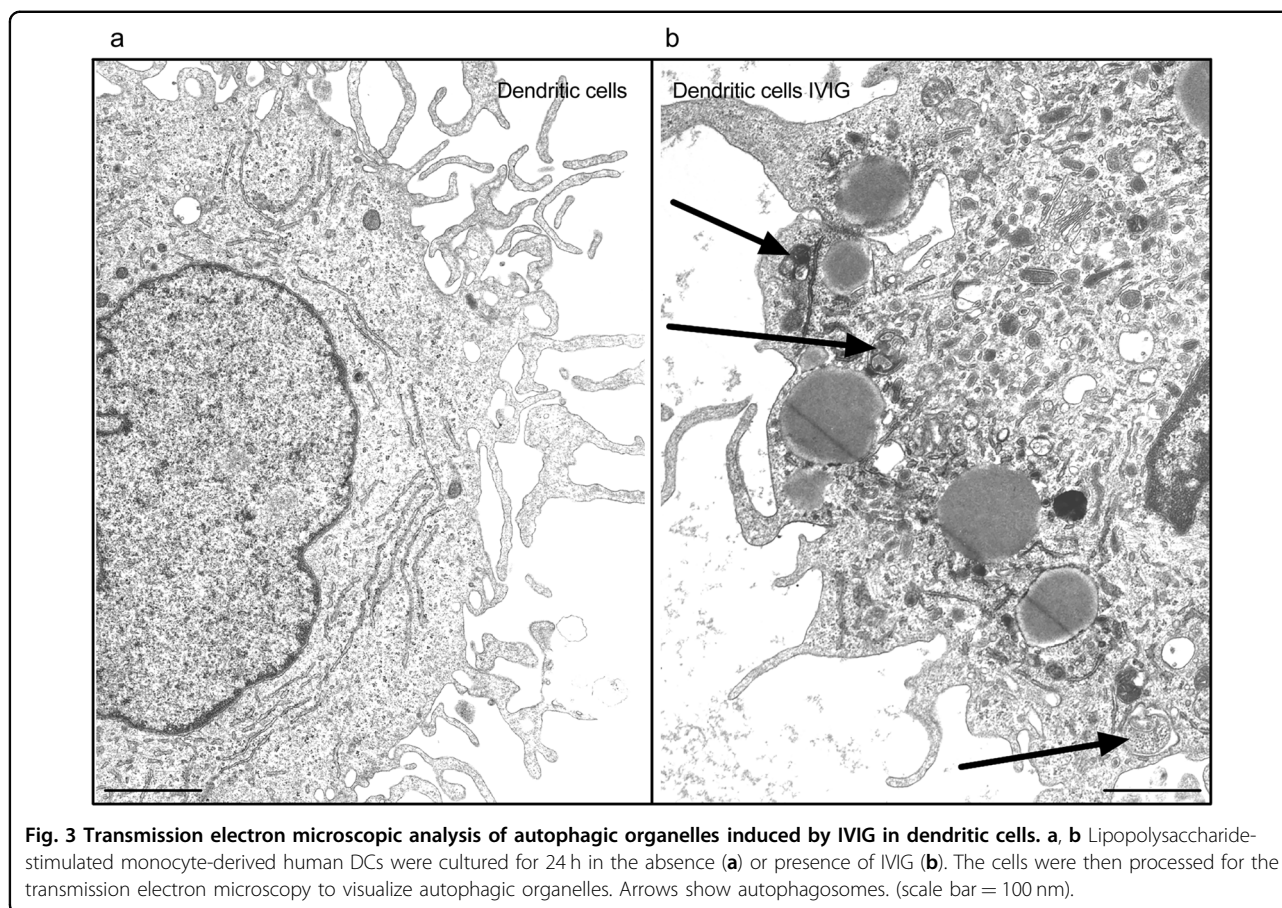 a
b
Dendritic cells
Dendritic cells IVIG
Fig. 3 Transmission electron microscopic analysis of autophagic organelles induced by IVIG in dendritic cells. a, b Lipopolysaccharide-
stimulated monocyte-derived human DCs were cultured for 24 h in the absence (a) or presence of IVIG (b). The cells were then processed for the
transmission electron microscopy to visualize autophagic organelles. Arrows show autophagosomes. (scale bar = 100 nm).